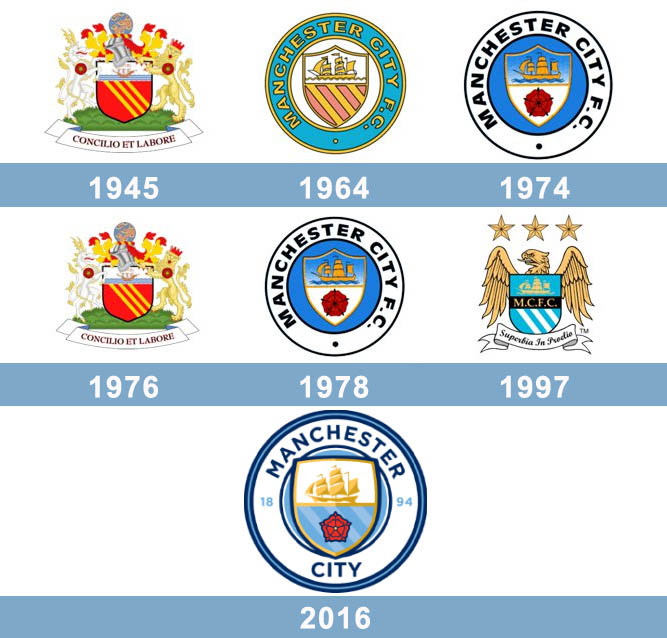 CONCILIO ET LABORE
MANCHESTER CITY F.C.
MANCHESTER CITY F.C.
1945
1964
1974
CONCILIO ET LABORE
MANCHESTER CITY F.C.
M.C.F.C.
Superbia In Proelio
TM
1976
1978
1997
MANCHESTER
18 94
CITY
2016